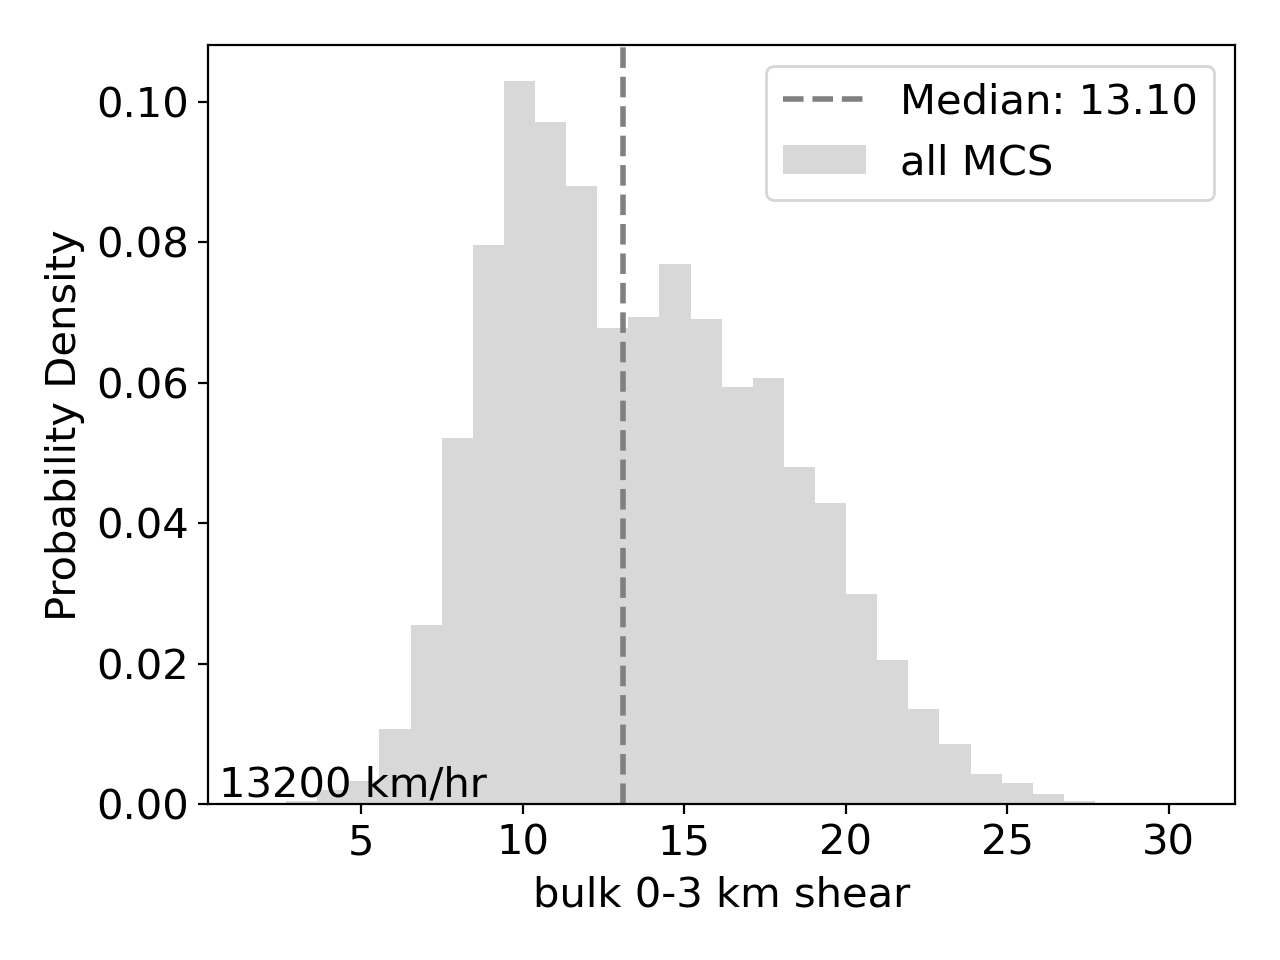 Median: 13.10
all MCS
Probability Density
0.10
0.08
0.06
0.04
0.02
0.00
13200 km/hr
5 10 15 20 25 30
bulk 0-3 km shear